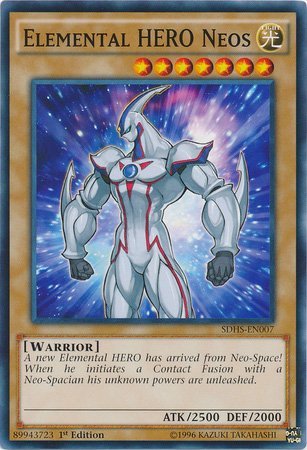 ELEMENTAL HERO NEOS
LIGHT
光
SDHS-EN007
[WARRIOR]
A new Elemental HERO has arrived from Neo-Space!
When he initiates a Contact Fusion with a
Neo-Spacian his unknown powers are unleashed.
ATK/2500 DEF/2000
89943723 1st Edition ©1996 KAZUKI TAKAHASHI